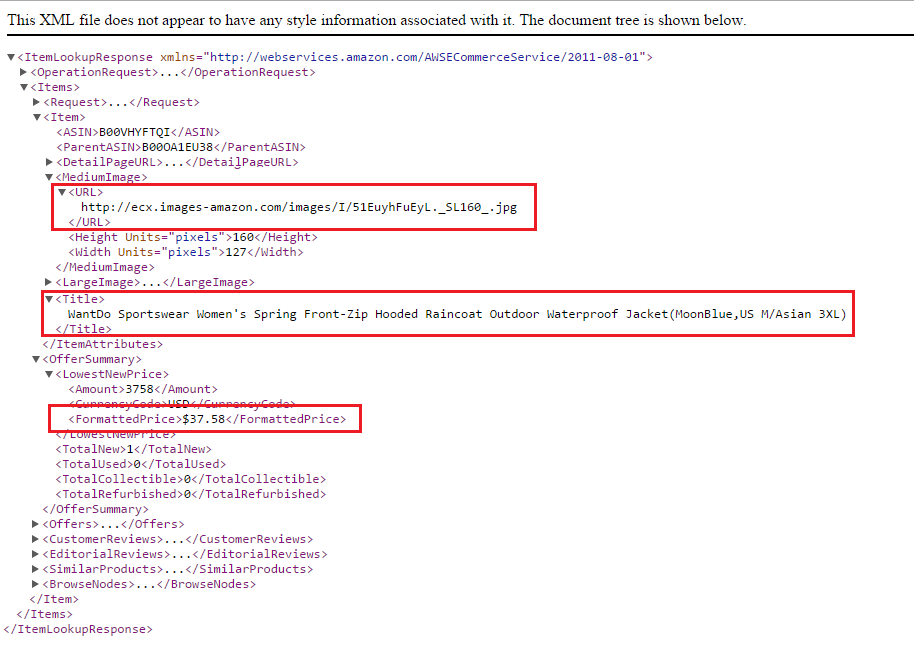 This XML file does not appear to have any style information associated with it. The document tree is shown below.
▼<ItemLookupResponse xmlns="http://webservices.amazon.com/AWSECommerceService/2011-08-01">
▶<OperationRequest>...</OperationRequest>
▼<Items>
▶<Request>...</Request>
▼<Item>
<ASIN>B00VHYFTQI</ASIN>
<ParentASIN>B00OA1EU38</ParentASIN>
▶<DetailPageURL>...</DetailPageURL>
▼<MediumImage>
▼<URL>
http://ecx.images-amazon.com/images/I/51EuyhFuEyL._SL160_.jpg
</URL>
<Height Units="pixels">160</Height>
<Width Units="pixels">127</Width>
</MediumImage>
▶<LargeImage>...</LargeImage>
▼<Title>
WantDo Sportswear Women's Spring Front-Zip Hooded Raincoat Outdoor Waterproof Jacket(MoonBlue,US M/Asian 3XL)
</Title>
</ItemAttributes>
▼<OfferSummary>
▼<LowestNewPrice>
<Amount>3758</Amount>
<CurrencyCode>USD</CurrencyCode>
<FormattedPrice>$37.58</FormattedPrice>
</LowestNewPrice>
<TotalNew>1</TotalNew>
<TotalUsed>0</TotalUsed>
<TotalCollectible>0</TotalCollectible>
<TotalRefurbished>0</TotalRefurbished>
</OfferSummary>
▶<Offers>...</Offers>
▶<CustomerReviews>...</CustomerReviews>
▶<EditorialReviews>...</EditorialReviews>
▶<SimilarProducts>...</SimilarProducts>
▶<BrowseNodes>...</BrowseNodes>
</Item>
</Items>
</ItemLookupResponse>